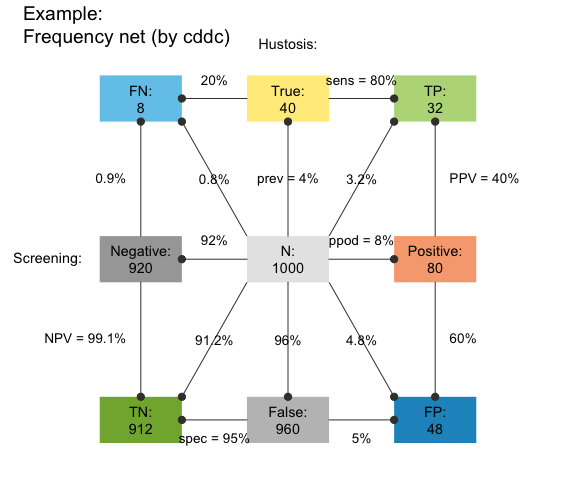 Example:
Frequency net (by cddc)
Hustosis:
20%
sens = 80%
FN:
8
True:
40
TP:
32
0.9%
0.8%
prev = 4%
3.2%
PPV = 40%
92%
ppod = 8%
Screening:
Negative:
920
N:
1000
Positive:
80
NPV = 99.1%
91.2%
96%
4.8%
60%
TN:
912
False:
960
FP:
48
spec = 95%
5%